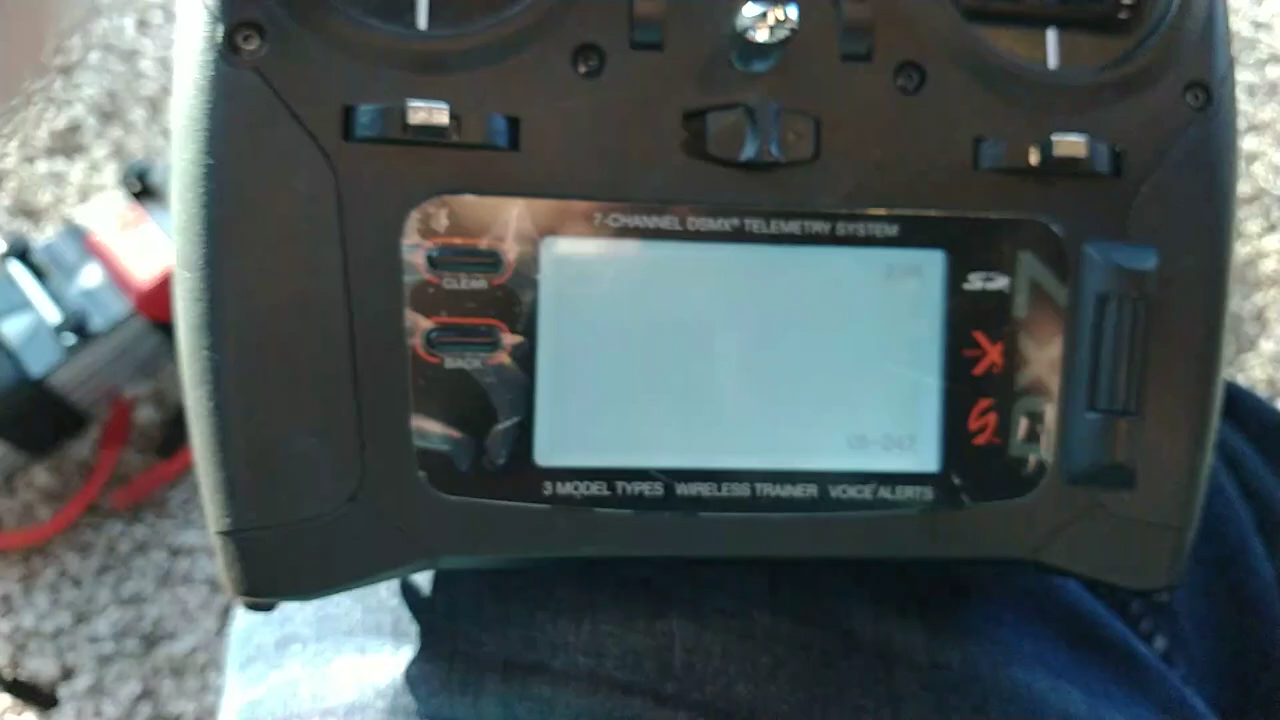 7-CHANNEL DSMX® TELEMETRY SYSTEM
CLEAR
BACK
3 MODEL TYPES WIRELESS TRAINER VOICE ALERTS